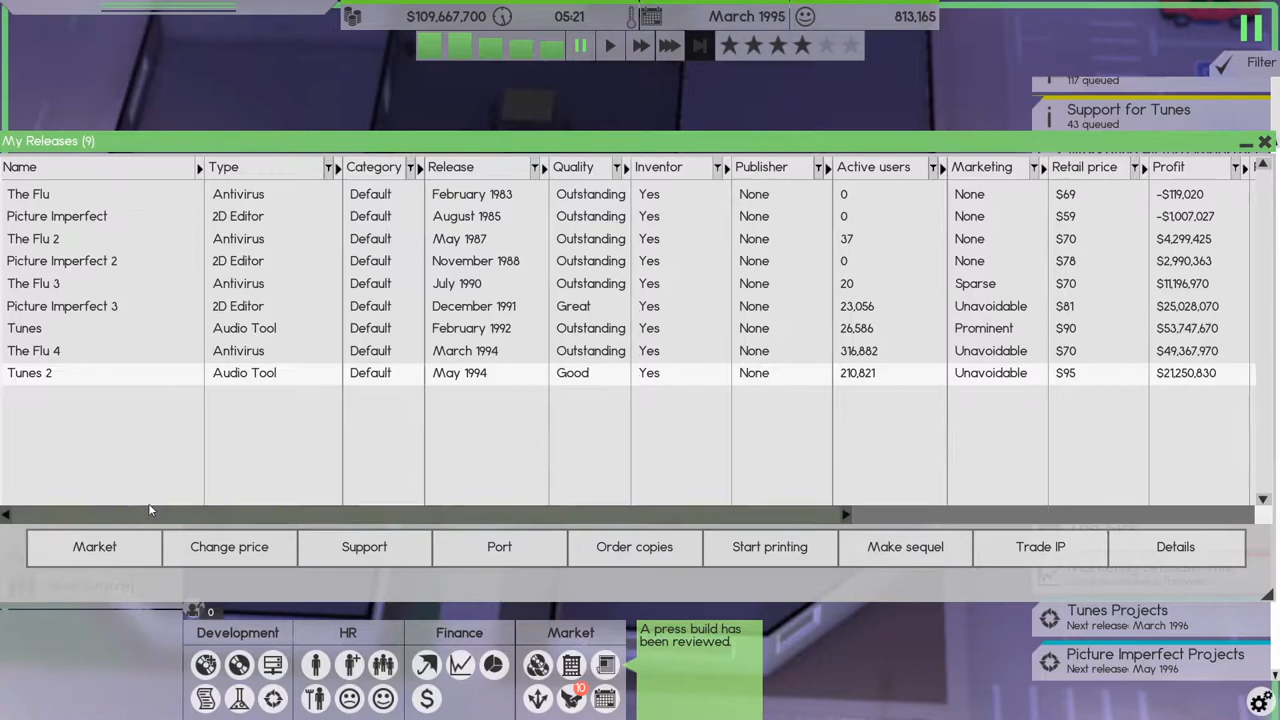 $109,667,700 05:21 March 1995 813,165
Filter
117 queued
Support for Tunes
43 queued
My Releases (9)
Name Type Category Release Quality Inventor Publisher Active users Marketing Retail price Profit
The Flu Antivirus Default February 1983 Outstanding Yes None 0 None $69 -$119,020
Picture Imperfect 2D Editor Default August 1985 Outstanding Yes None 0 None $59 -$1,007,027
The Flu 2 Antivirus Default May 1987 Outstanding Yes None 37 None $70 $4,299,425
Picture Imperfect 2 2D Editor Default November 1988 Outstanding Yes None 0 None $78 $2,990,363
The Flu 3 Antivirus Default July 1990 Outstanding Yes None 20 Sparse $70 $11,196,970
Picture Imperfect 3 2D Editor Default December 1991 Great Yes None 23,056 Unavoidable $81 $25,028,070
Tunes Audio Tool Default February 1992 Outstanding Yes None 26,586 Prominent $90 $53,747,670
The Flu 4 Antivirus Default March 1994 Outstanding Yes None 316,882 Unavoidable $70 $49,367,970
Tunes 2 Audio Tool Default May 1994 Good Yes None 210,821 Unavoidable $95 $21,250,830
Market Change price Support Port Order copies Start printing Make sequel Trade IP Details
0
Development HR Finance Market
10
A press build has
been reviewed.
Tunes Projects
Next release: March 1996
Picture Imperfect Projects
Next release: May 1996